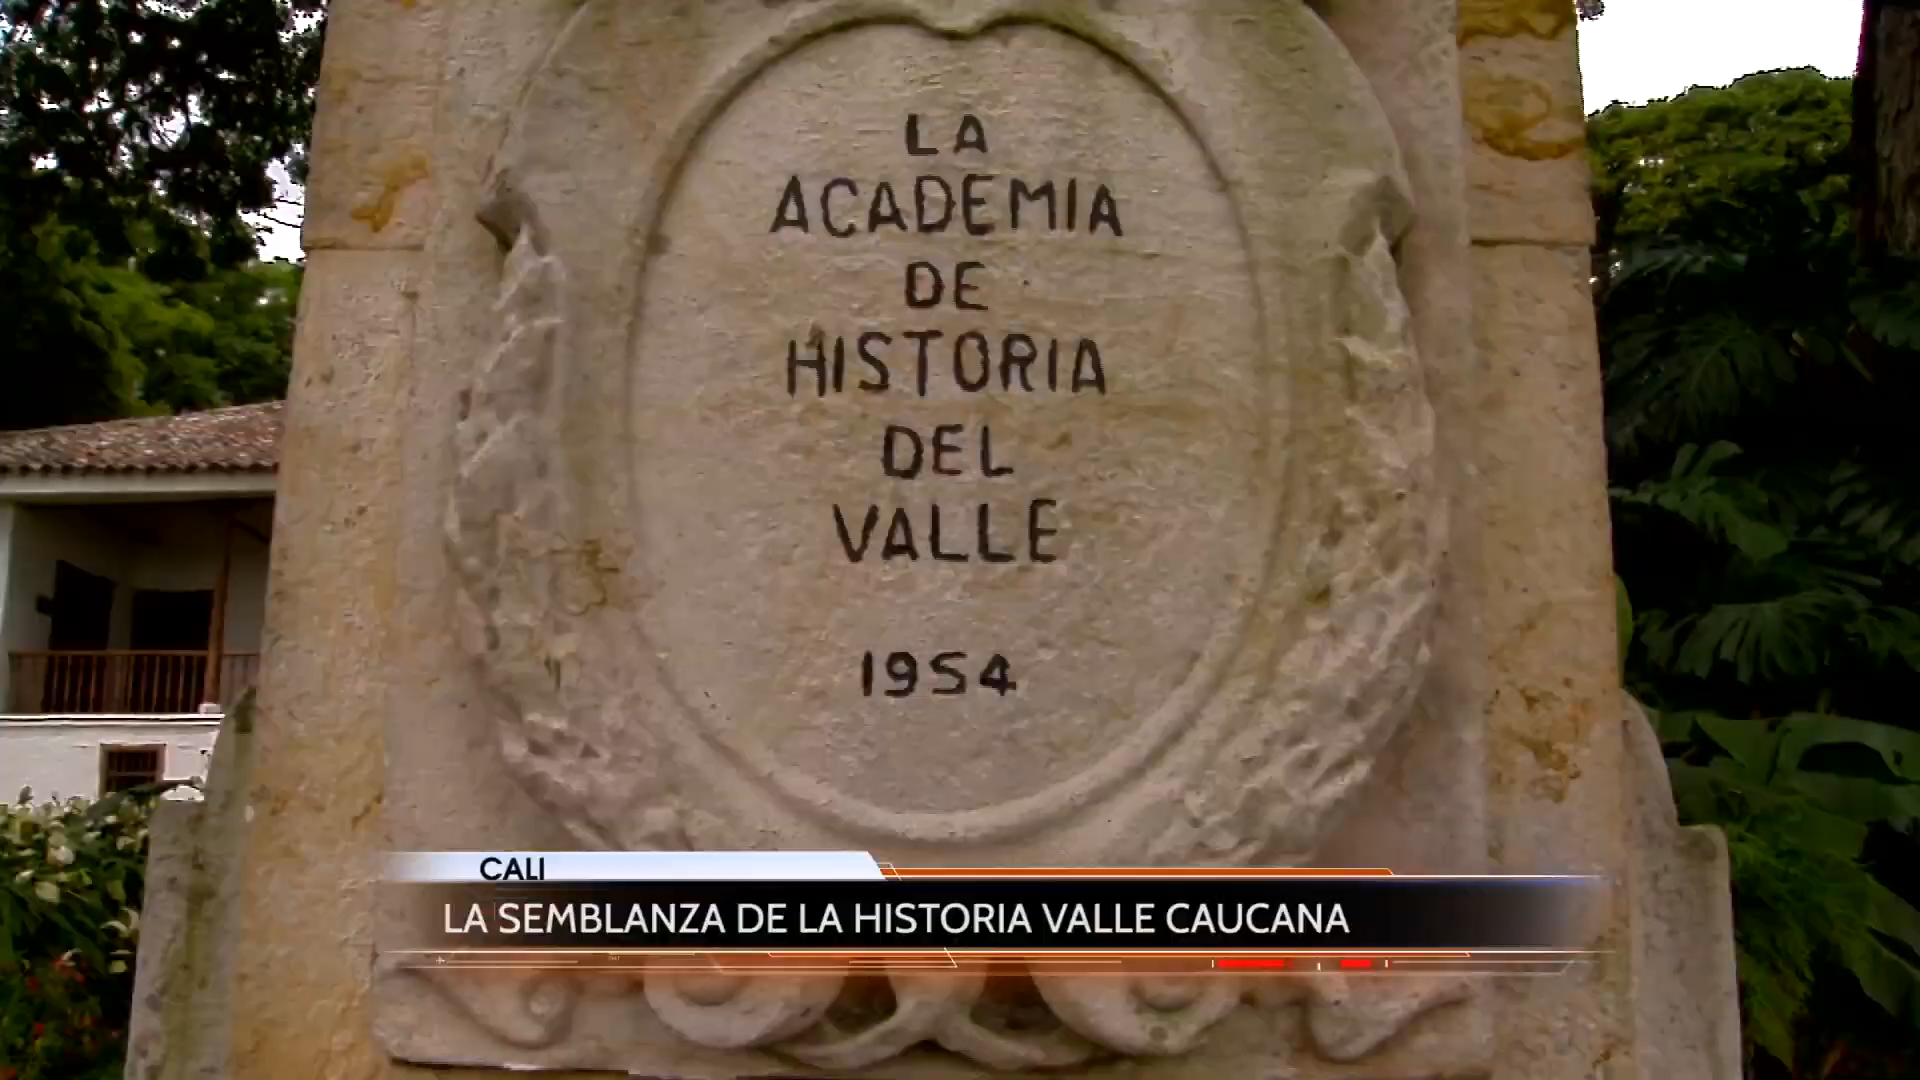 LA
ACADEMIA
DE
HISTORIA
DEL
VALLE
1954
CALI
LA SEMBLANZA DE LA HISTORIA VALLE CAUCANA